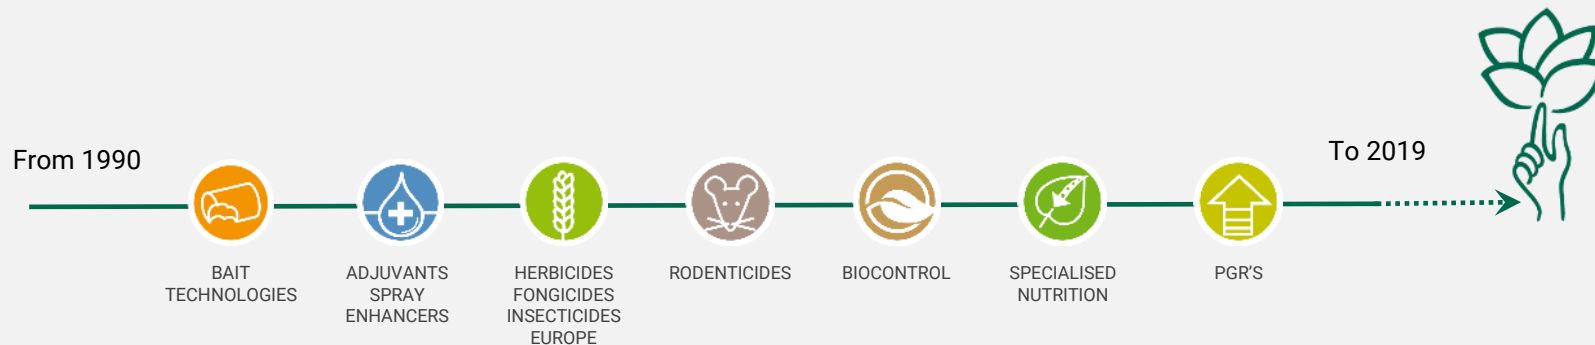 From 1990
To 2019
BAIT
TECHNOLOGIES
ADJUVANTS
SPRAY
ENHANCERS
HERBICIDES
FONGICIDES
INSECTICIDES
EUROPE
RODENTICIDES
BIOCONTROL
SPECIALISED
NUTRITION
PGR'S